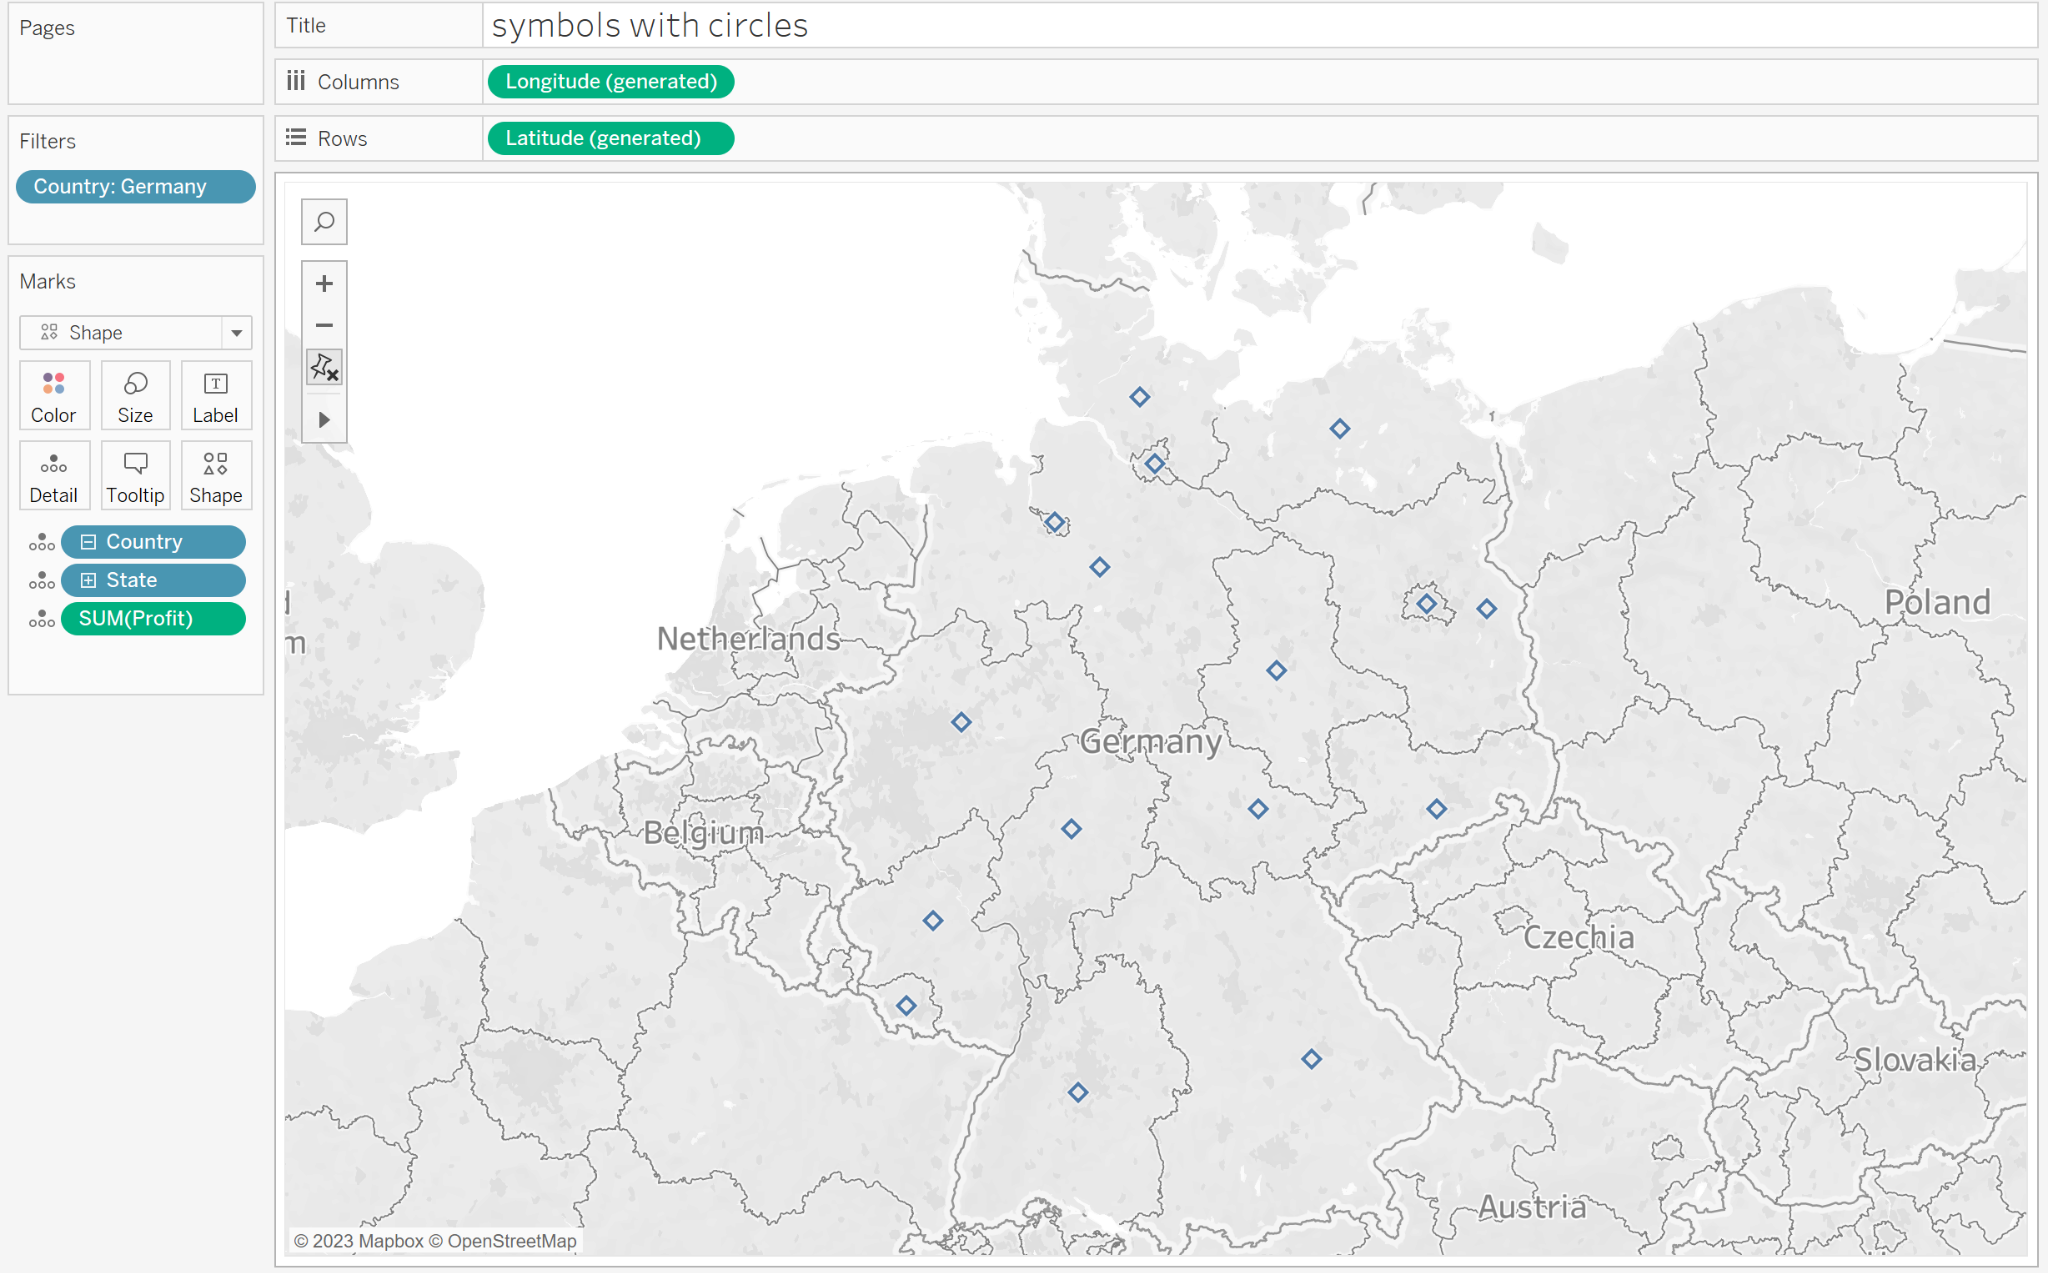 Pages
Title
symbols with circles
Columns
Longitude (generated)
Filters
Rows
Latitude (generated)
Country: Germany
Marks
Shape
Color
Size
Label
Detail
Tooltip
Shape
Country
State
SUM(Profit)
d
m
Netherlands
Poland
Germany
Belgium
Czechia
Slovakia
Austria
© 2023 Mapbox © OpenStreetMap